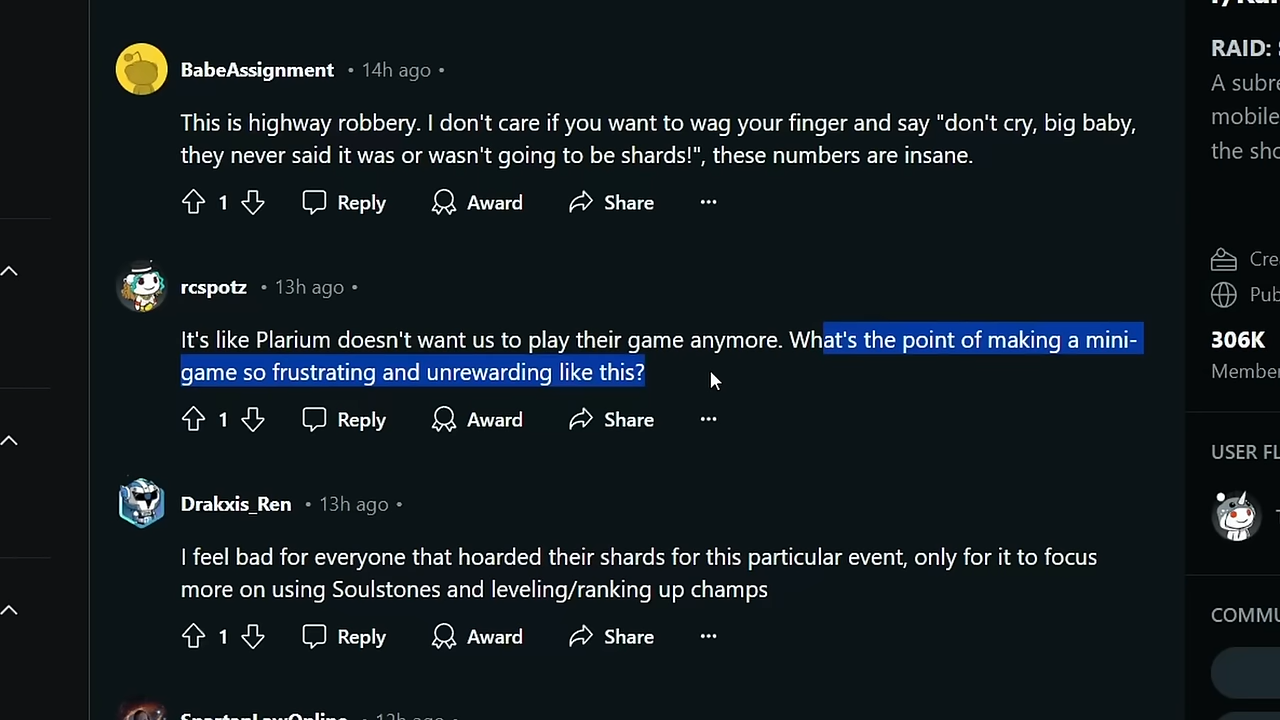 RAID:
BabeAssignment • 14h ago •
A subre
This is highway robbery. I don't care if you want to wag your finger and say "don't cry, big baby,
mobile
they never said it was or wasn't going to be shards!", these numbers are insane.
the sho
1 Reply Award Share ...
Cre
rcspotz • 13h ago •
Pub
It's like Plarium doesn't want us to play their game anymore. What's the point of making a mini-
306K
game so frustrating and unrewarding like this?
Member
1 Reply Award Share ...
USER FL
Drakxis_Ren • 13h ago •
I feel bad for everyone that hoarded their shards for this particular event, only for it to focus
more on using Soulstones and leveling/ranking up champs
COMMU
1 Reply Award Share ...
SpartanLawOnline • 12h ago •